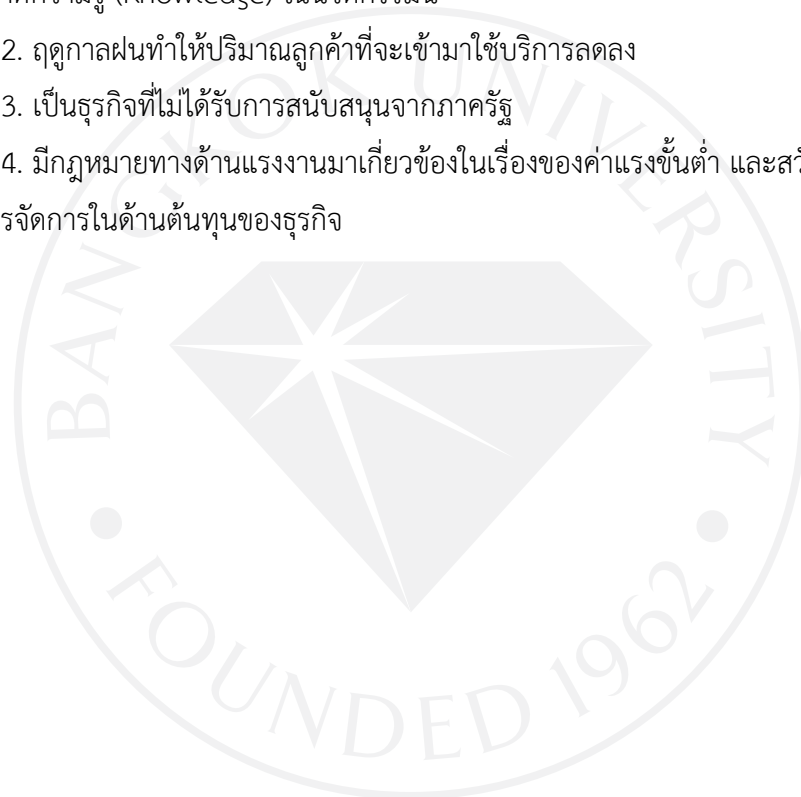 (Knowledge)
2. ฤดูกาลฝนทำให้ปริมาณลูกค้าที่จะเข้ามาใช้บริการลดลง
3. เป็นธุรกิจที่ไม่ได้รับการสนับสนุนจากภาครัฐ
4. มีกฎหมายทางด้านแรงงานมาเกี่ยวข้องในเรื่องของค่าแรงขั้นต่ำ และ
รจัดการในด้านต้นทุนของธุรกิจ
BANGKOK UNIVERSITY
FOUNDED 1962